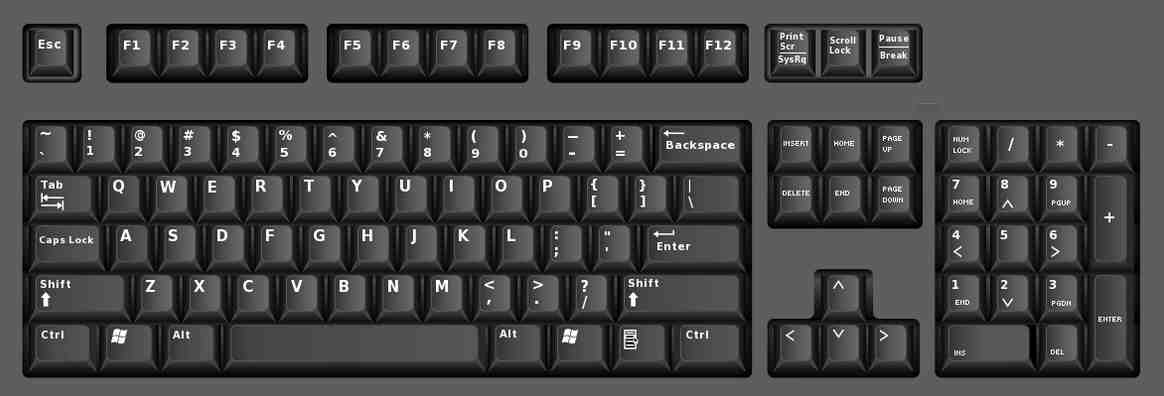 Esc F1 F2 F3 F4 F5 F6 F7 F8 F9 F10 F11 F12 Print Scr SysRq Scroll Lock Pause Break
~ ` ! 1 @ 2 # 3 $ 4 % 5 ^ 6 & 7 * 8 ( 9 ) 0 – - + = Backspace INSERT HOME PAGE UP NUM LOCK / * -
Tab Q W E R T Y U I O P { [ } ] | \ DELETE END PAGE DOWN 7 HOME 8 ^ 9 PGUP +
Caps Lock A S D F G H J K L : ; " ' Enter 4 < 5 6 >
Shift Z X C V B N M < , > . ? / Shift ^ 1 END 2 v 3 PGDN ENTER
Ctrl Alt Alt Ctrl < v > INS DEL